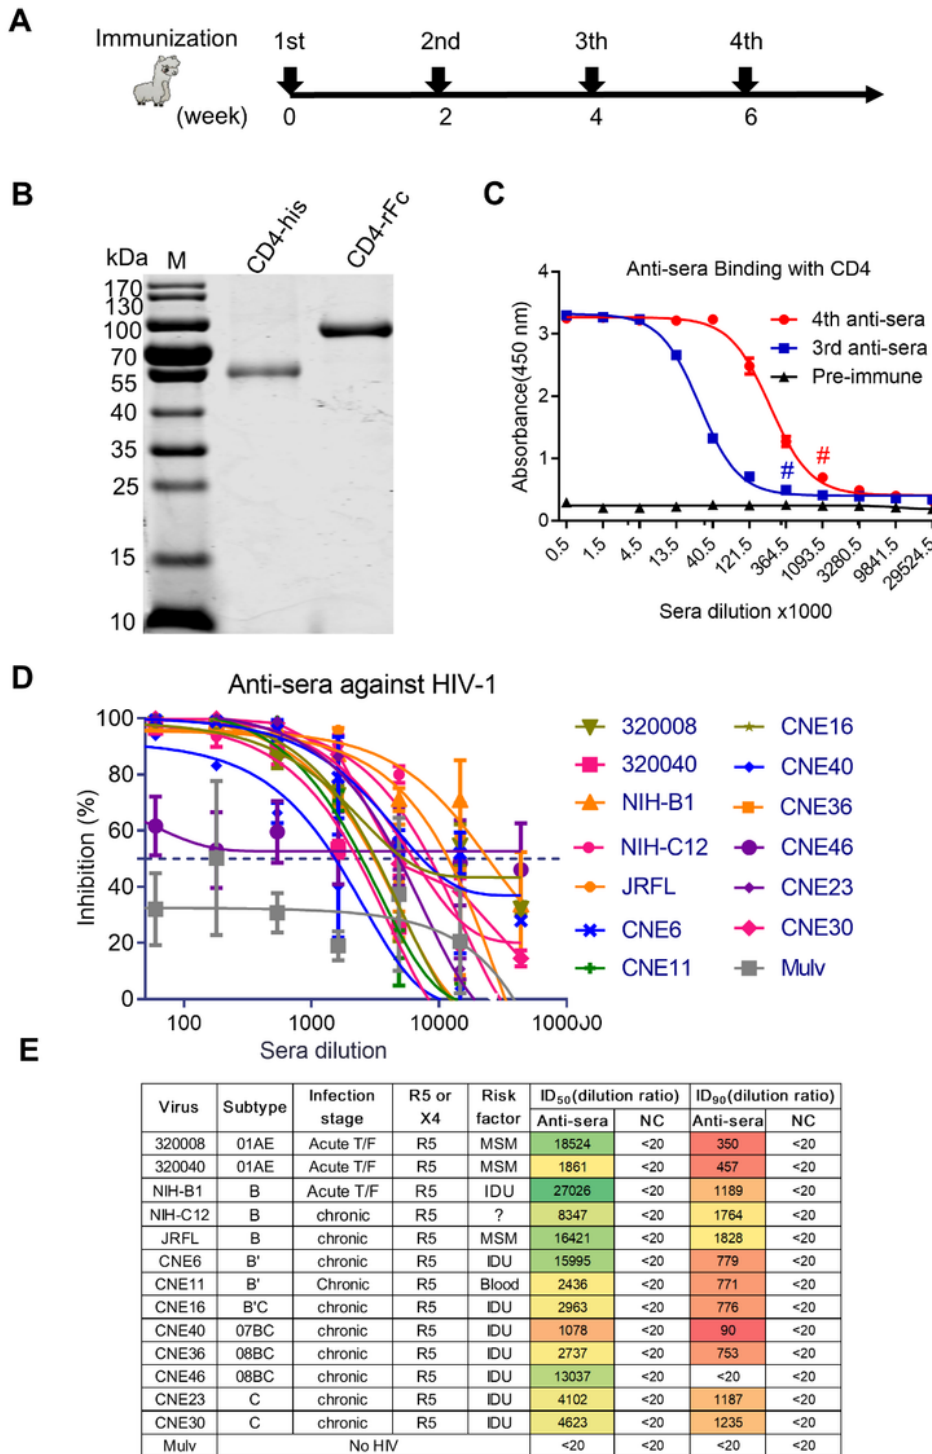 A
Immunization 1st 2nd 3th 4th
(week) 0 2 4 6
B
kDa M CD4-his CD4-rFc
170
130
100
70
55
40
35
25
15
10
C
Anti-sera Binding with CD4
4th anti-sera
3rd anti-sera
Pre-immune
# #
Absorbance(450 nm)
4
3
2
1
0
0.5 1.5 4.5 13.5 40.5 121.5 364.5 1093.5 3280.5 9841.5 29524.5
Sera dilution x1000
D
Anti-sera against HIV-1
Inhibition (%)
100
80
60
40
20
0
100 1000 10000 100000
Sera dilution
320008 CNE16
320040 CNE40
NIH-B1 CNE36
NIH-C12 CNE46
JRFL CNE23
CNE6 CNE30
CNE11 Mulv
E
Virus Subtype Infection stage R5 or X4 Risk factor ID50(dilution ratio) ID90(dilution ratio)
Anti-sera NC Anti-sera NC
320008 01AE Acute T/F R5 MSM 18524 <20 350 <20
320040 01AE Acute T/F R5 MSM 1861 <20 457 <20
NIH-B1 B Acute T/F R5 IDU 27026 <20 1189 <20
NIH-C12 B chronic R5 ? 8347 <20 1764 <20
JRFL B chronic R5 MSM 16421 <20 1828 <20
CNE6 B' chronic R5 IDU 15995 <20 779 <20
CNE11 B' Chronic R5 Blood 2436 <20 771 <20
CNE16 B'C chronic R5 IDU 2963 <20 776 <20
CNE40 07BC chronic R5 IDU 1078 <20 90 <20
CNE36 08BC chronic R5 IDU 2737 <20 753 <20
CNE46 08BC chronic R5 IDU 13037 <20 <20 <20
CNE23 C chronic R5 IDU 4102 <20 1187 <20
CNE30 C chronic R5 IDU 4623 <20 1235 <20
Mulv No HIV <20 <20 <20 <20